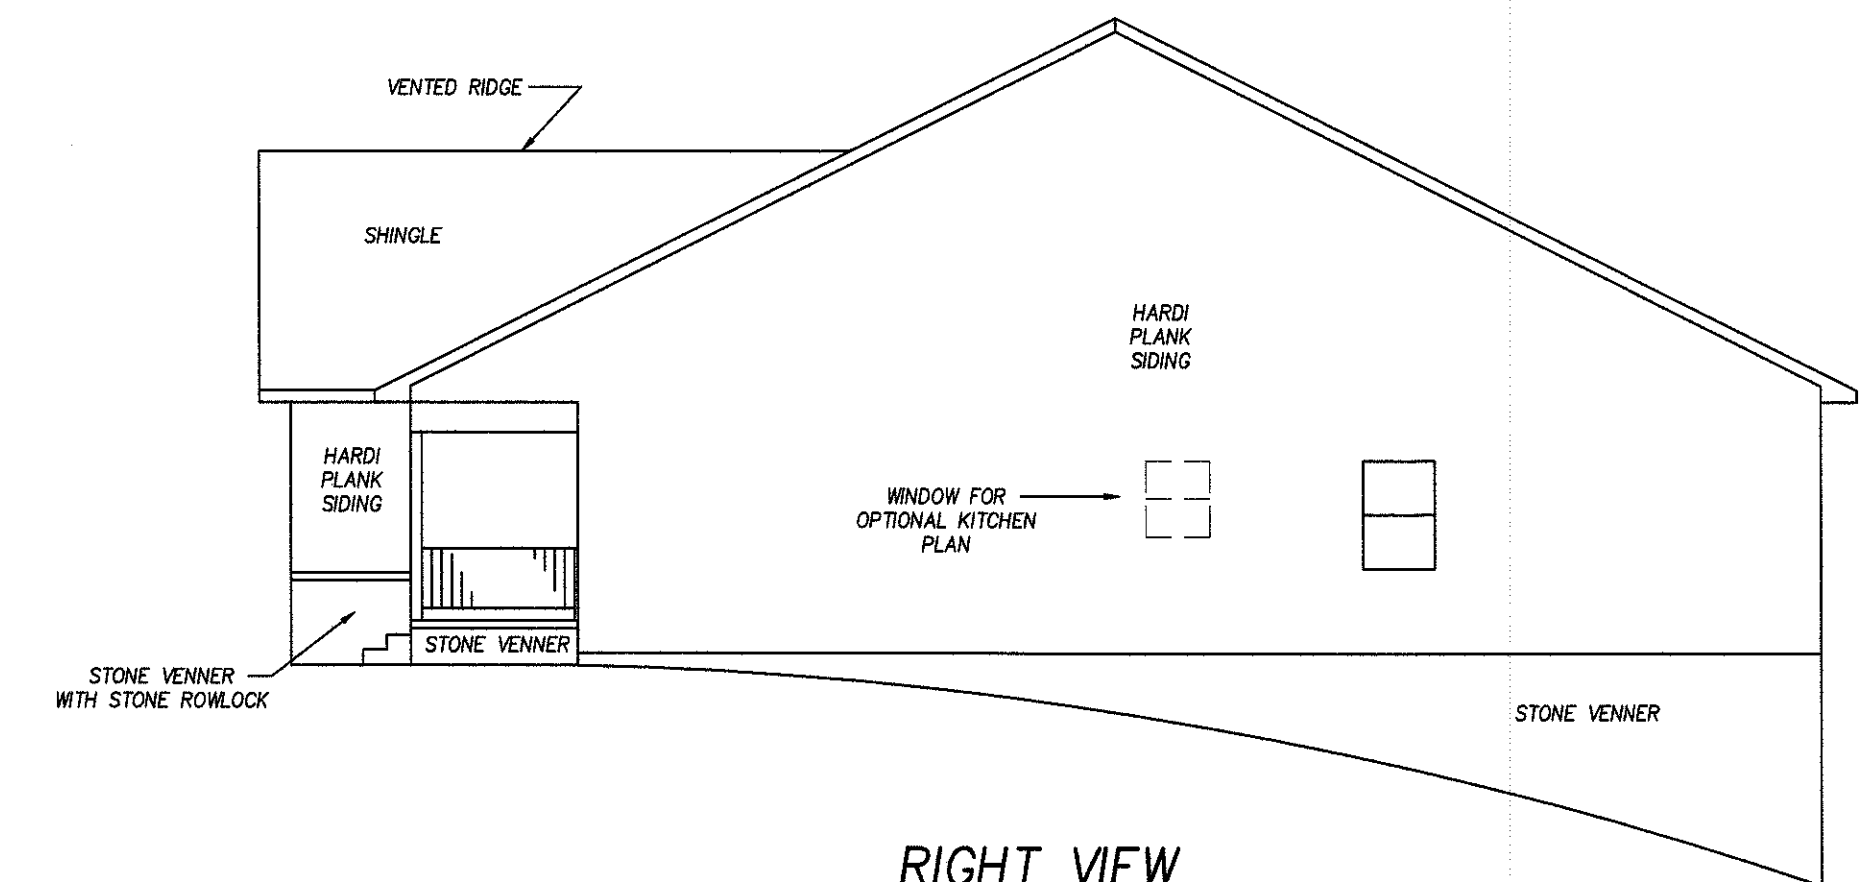 VENTED RIDGE
SHINGLE
HARDI
PLANK
SIDING
HARDI
PLANK
SIDING
WINDOW FOR
OPTIONAL KITCHEN
PLAN
STONE VENNER
STONE VENNER
WITH STONE ROWLOCK
STONE VENNER
RIGHT VIEW